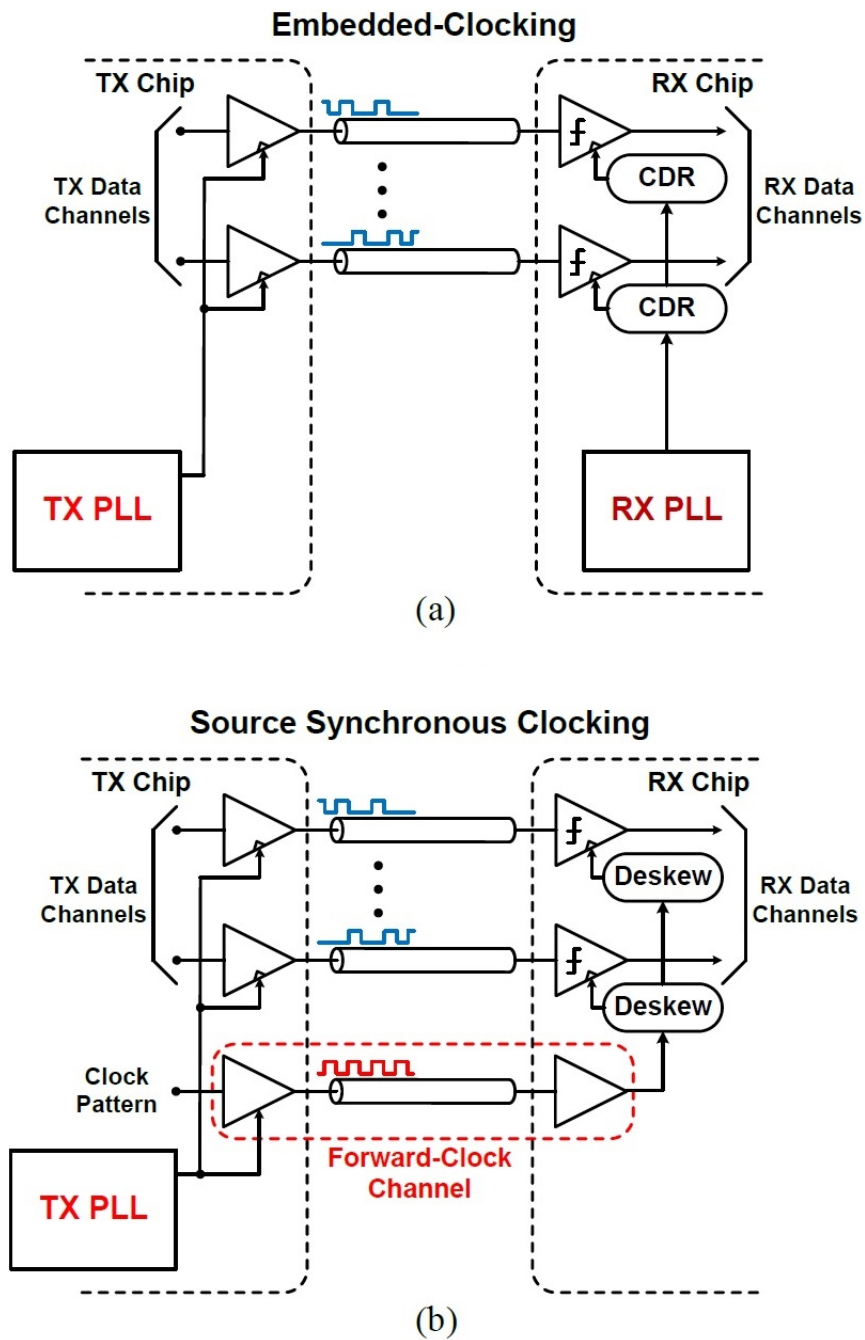 Embedded-Clocking
TX Chip
RX Chip
TX Data
Channels
CDR
RX Data
Channels
CDR
TX PLL
RX PLL
(a)
Source Synchronous Clocking
TX Chip
RX Chip
TX Data
Channels
Deskew
RX Data
Channels
Deskew
Clock
Pattern
Forward-Clock
Channel
TX PLL
(b)